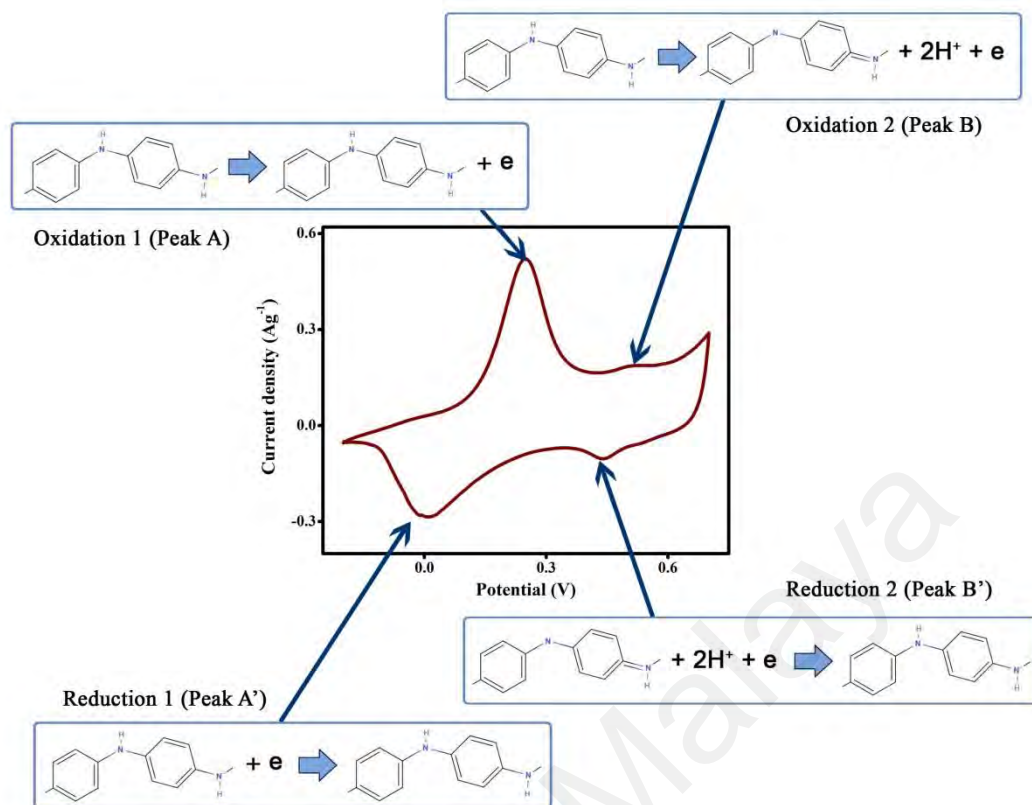 H
N
N
H
N
N
H
+ 2H⁺ + e
Oxidation 2 (Peak B)
H
N
N
H
H
N
N
H
+ e
Oxidation 1 (Peak A)
0.6
0.3
0.0
-0.3
Current density (Ag⁻¹)
0.0 0.3 0.6
Potential (V)
Reduction 2 (Peak B’)
N
N
H
+ 2H⁺ + e
H
N
N
H
Reduction 1 (Peak A’)
H
N
N
H
+ e
H
N
N
H
Malaya